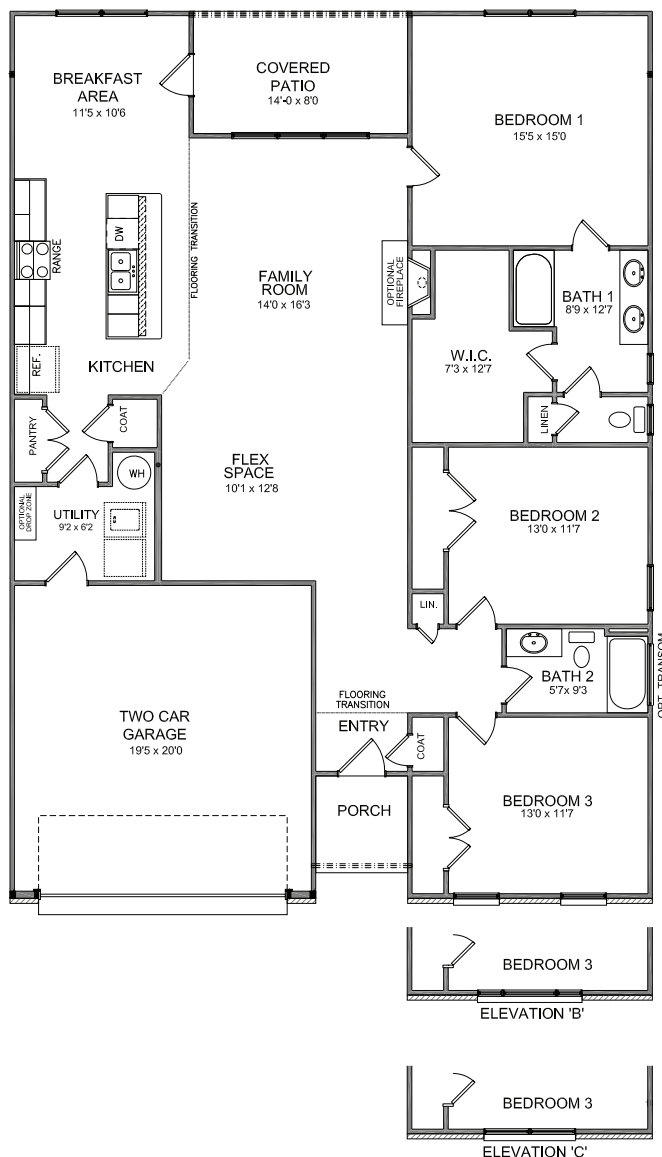 BREAKFAST
AREA
11'5 x 10'6
COVERED
PATIO
14'-0 x 8'0
BEDROOM 1
15'5 x 15'0
DW
RANGE
FLOORING TRANSITION
FAMILY
ROOM
14'0 x 16'3
OPTIONAL
FIREPLACE
BATH 1
8'9 x 12'7
W.I.C.
7'3 x 12'7
REF.
KITCHEN
PANTRY
COAT
LINEN
WH
FLEX
SPACE
10'1 x 12'8
OPTIONAL
DROP ZONE
UTILITY
9'2 x 6'2
BEDROOM 2
13'0 x 11'7
LIN.
BATH 2
5'7 x 9'3
OPT. TRANSOM
FLOORING
TRANSITION
ENTRY
COAT
TWO CAR
GARAGE
19'5 x 20'0
PORCH
BEDROOM 3
13'0 x 11'7
BEDROOM 3
ELEVATION 'B'
BEDROOM 3
ELEVATION 'C'